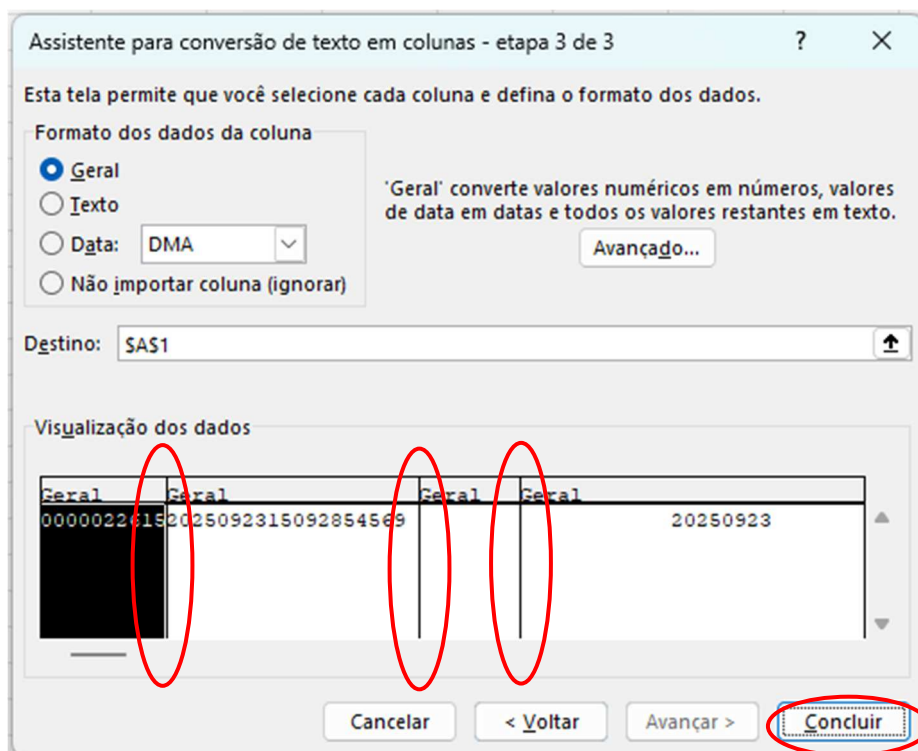 Assistente para conversão de texto em colunas - etapa 3 de 3 ?
Esta tela permite que você selecione cada coluna e defina o formato dos dados.
Formato dos dados da coluna
Geral
Texto
Data: DMA
Não importar coluna (ignorar)
'Geral' converte valores numéricos em números, valores
de data em datas e todos os valores restantes em texto.
Avançado...
Destino: $A$1
Visualização dos dados
Geral Geral Geral Geral
00000226152025092315092854569 20250923
Cancelar < Voltar Avançar > Concluir